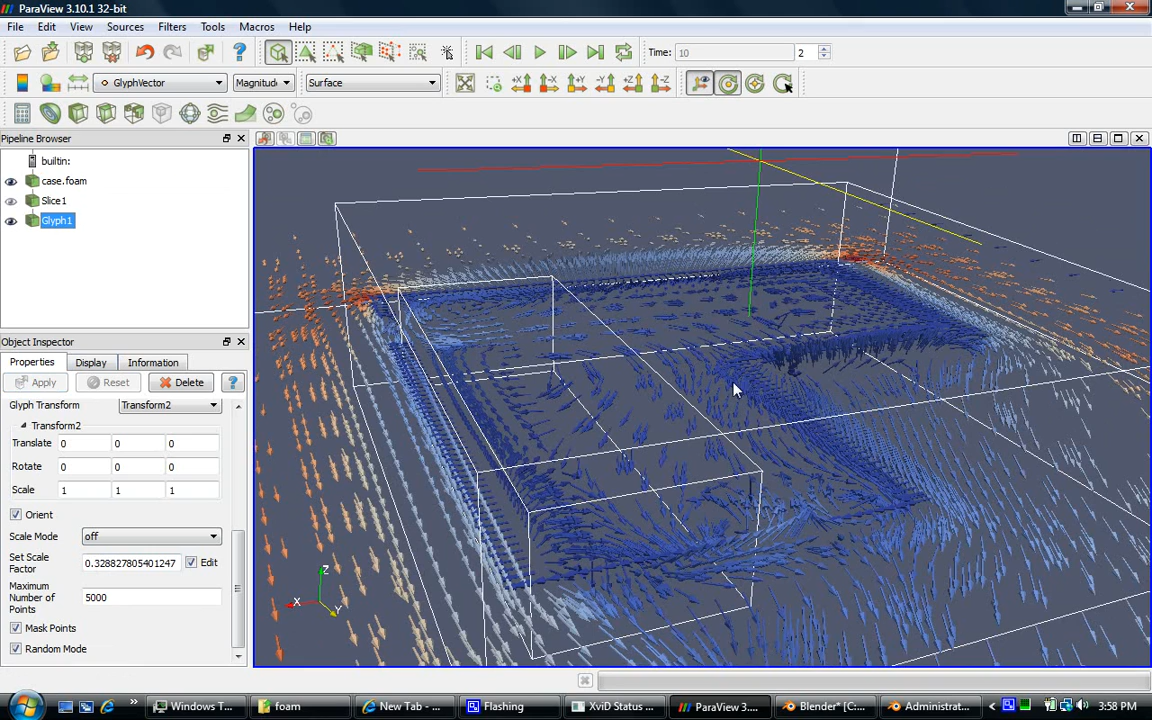 ParaView 3.10.1 32-bit
File Edit View Sources Filters Tools Macros Help
Time: 10 2
GlyphVector Magnitude Surface +X -X +Y -Y +Z -Z
Pipeline Browser
builtin:
case.foam
Slice1
Glyph1
Object Inspector
Properties Display Information
Apply Reset Delete ?
Glyph Transform Transform2
Transform2
Translate 0 0 0
Rotate 0 0 0
Scale 1 1 1
Orient
Scale Mode off
Set Scale
Factor 0.328827805401247 Edit
Maximum
Number of
Points 5000
Mask Points
Random Mode
Z
X
Y
Windows T... foam New Tab - ... Flashing XviD Status ... ParaView 3.... Blender* [C:... Administrat... 3:58 PM